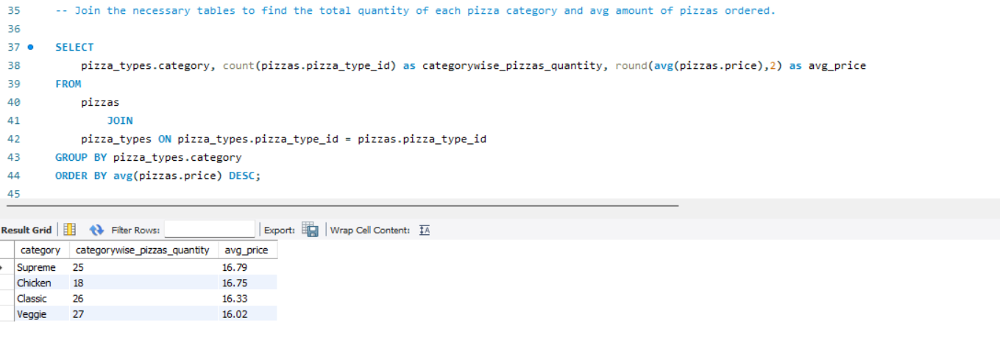 35 -- Join the necessary tables to find the total quantity of each pizza category and avg amount of pizzas ordered.
36
37 SELECT
38 pizza_types.category, count(pizzas.pizza_type_id) as categorywise_pizzas_quantity, round(avg(pizzas.price),2) as avg_price
39 FROM
40 pizzas
41 JOIN
42 pizza_types ON pizza_types.pizza_type_id = pizzas.pizza_type_id
43 GROUP BY pizza_types.category
44 ORDER BY avg(pizzas.price) DESC;
45
Result Grid Filter Rows: Export: Wrap Cell Content: IA
category categorywise_pizzas_quantity avg_price
Supreme 25 16.79
Chicken 18 16.75
Classic 26 16.33
Veggie 27 16.02